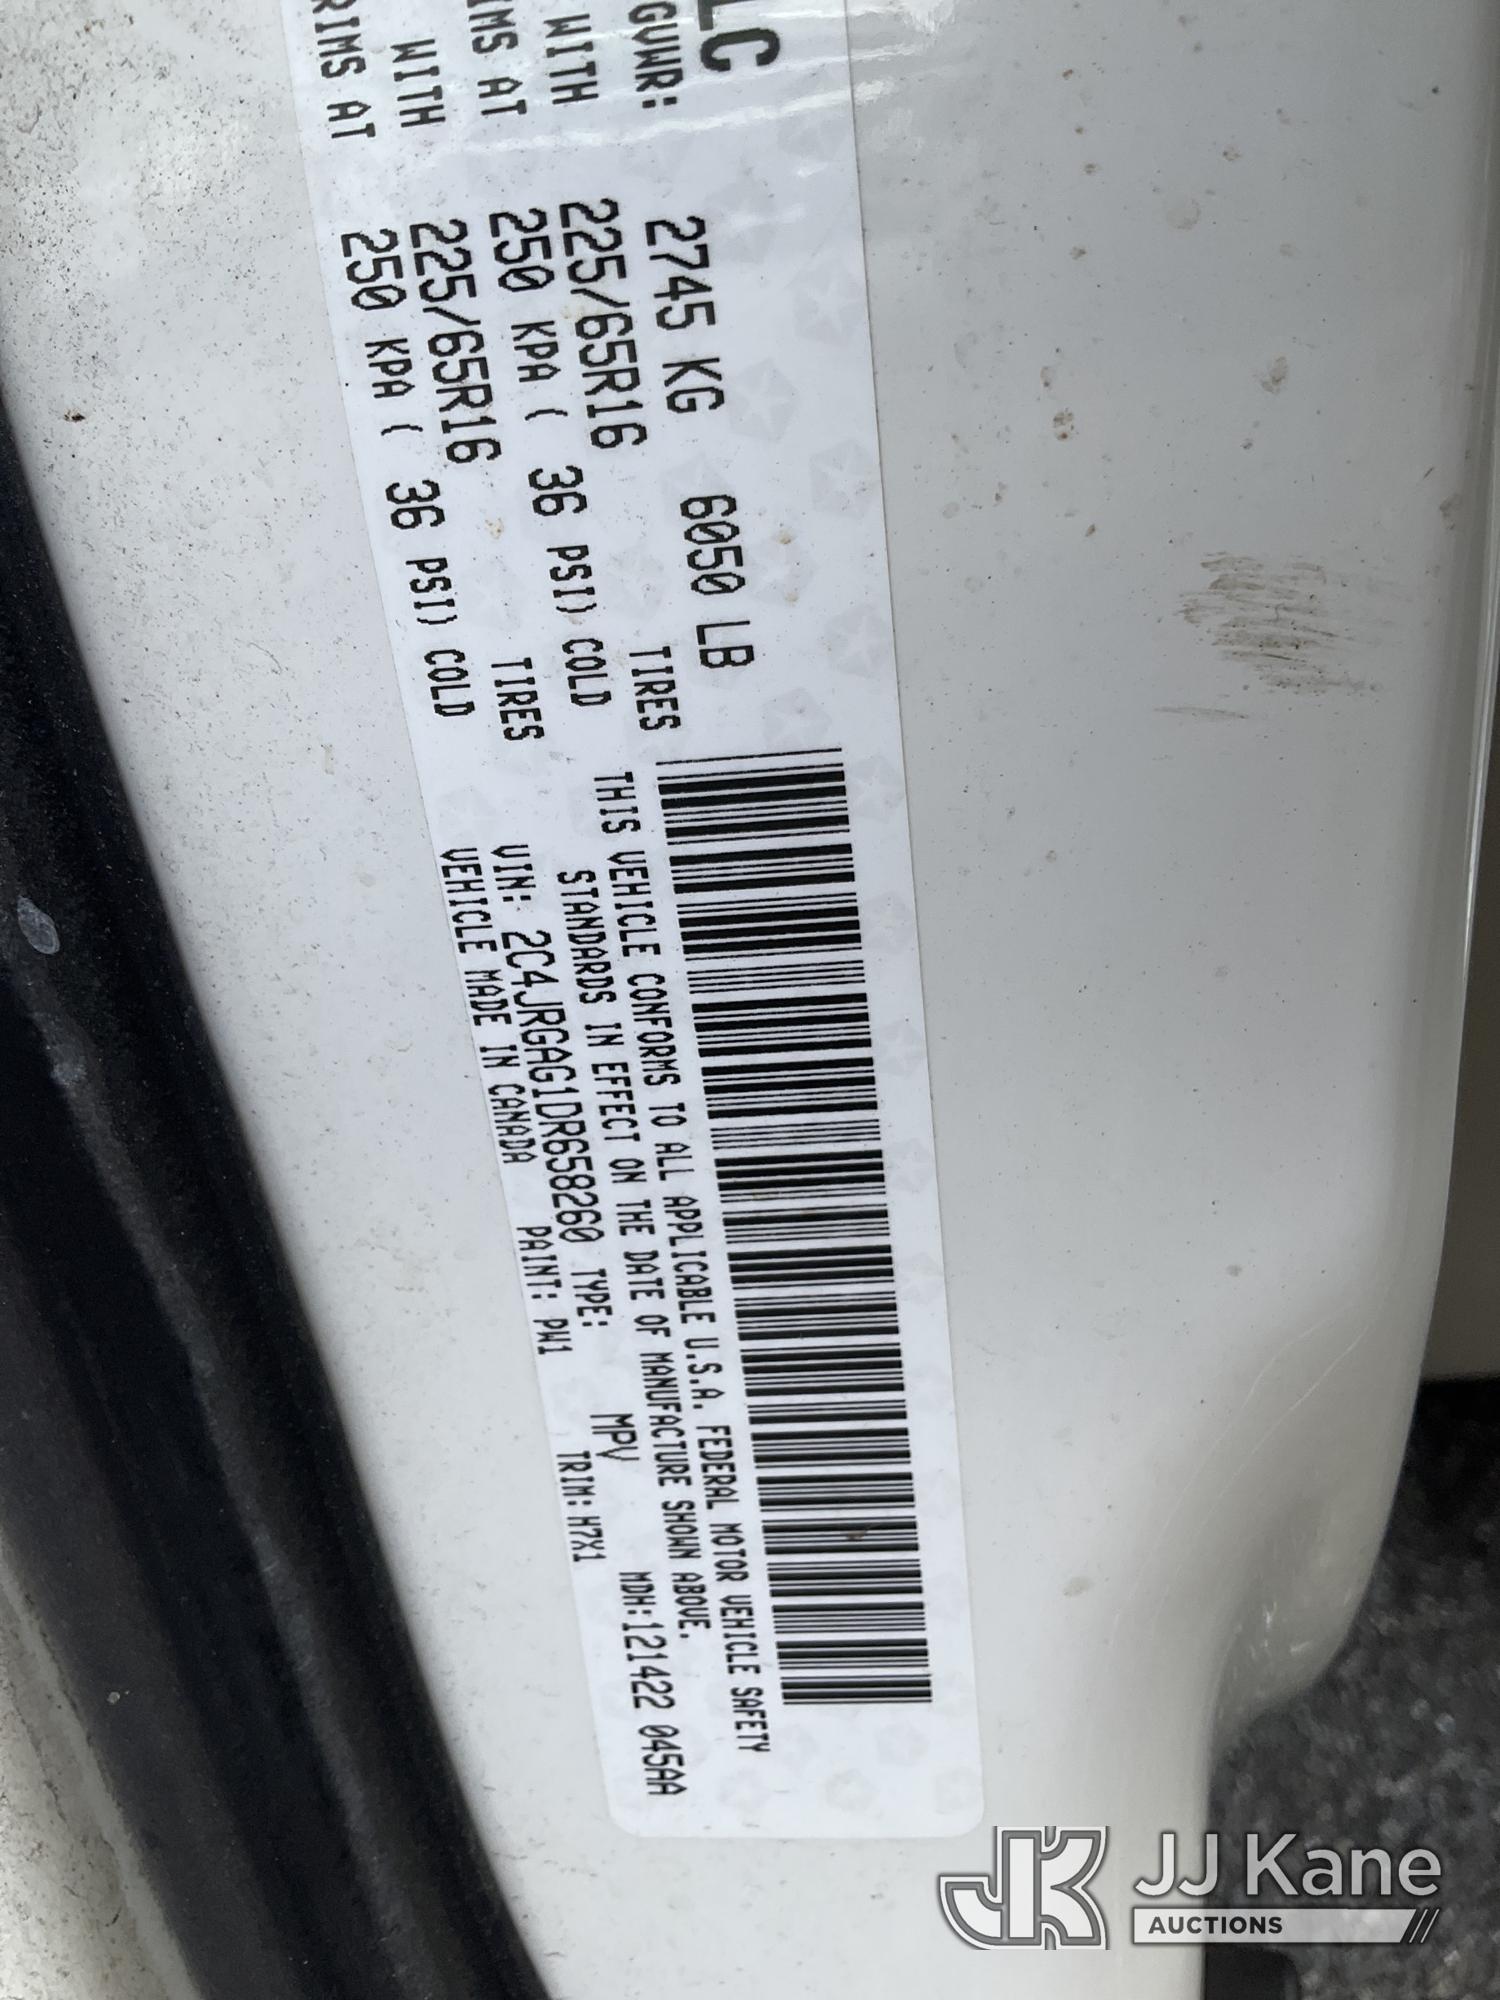 LC
GVWR: 2745 KG 6050 LB
WITH 225/65R16 TIRES
IMS AT 250 KPA ( 36 PSI) COLD
WITH 225/65R16 TIRES
RIMS AT 250 KPA ( 36 PSI) COLD
THIS VEHICLE CONFORMS TO ALL APPLICABLE U.S.A. FEDERAL MOTOR VEHICLE SAFETY
STANDARDS IN EFFECT ON THE DATE OF MANUFACTURE SHOWN ABOVE.
VIN: 2C4JRGAG1DR658260 TYPE: MPV MDH:121422 045AA
VEHICLE MADE IN CANADA PAINT: PW1 TRIM: H7X1
JK JJ Kane
AUCTIONS